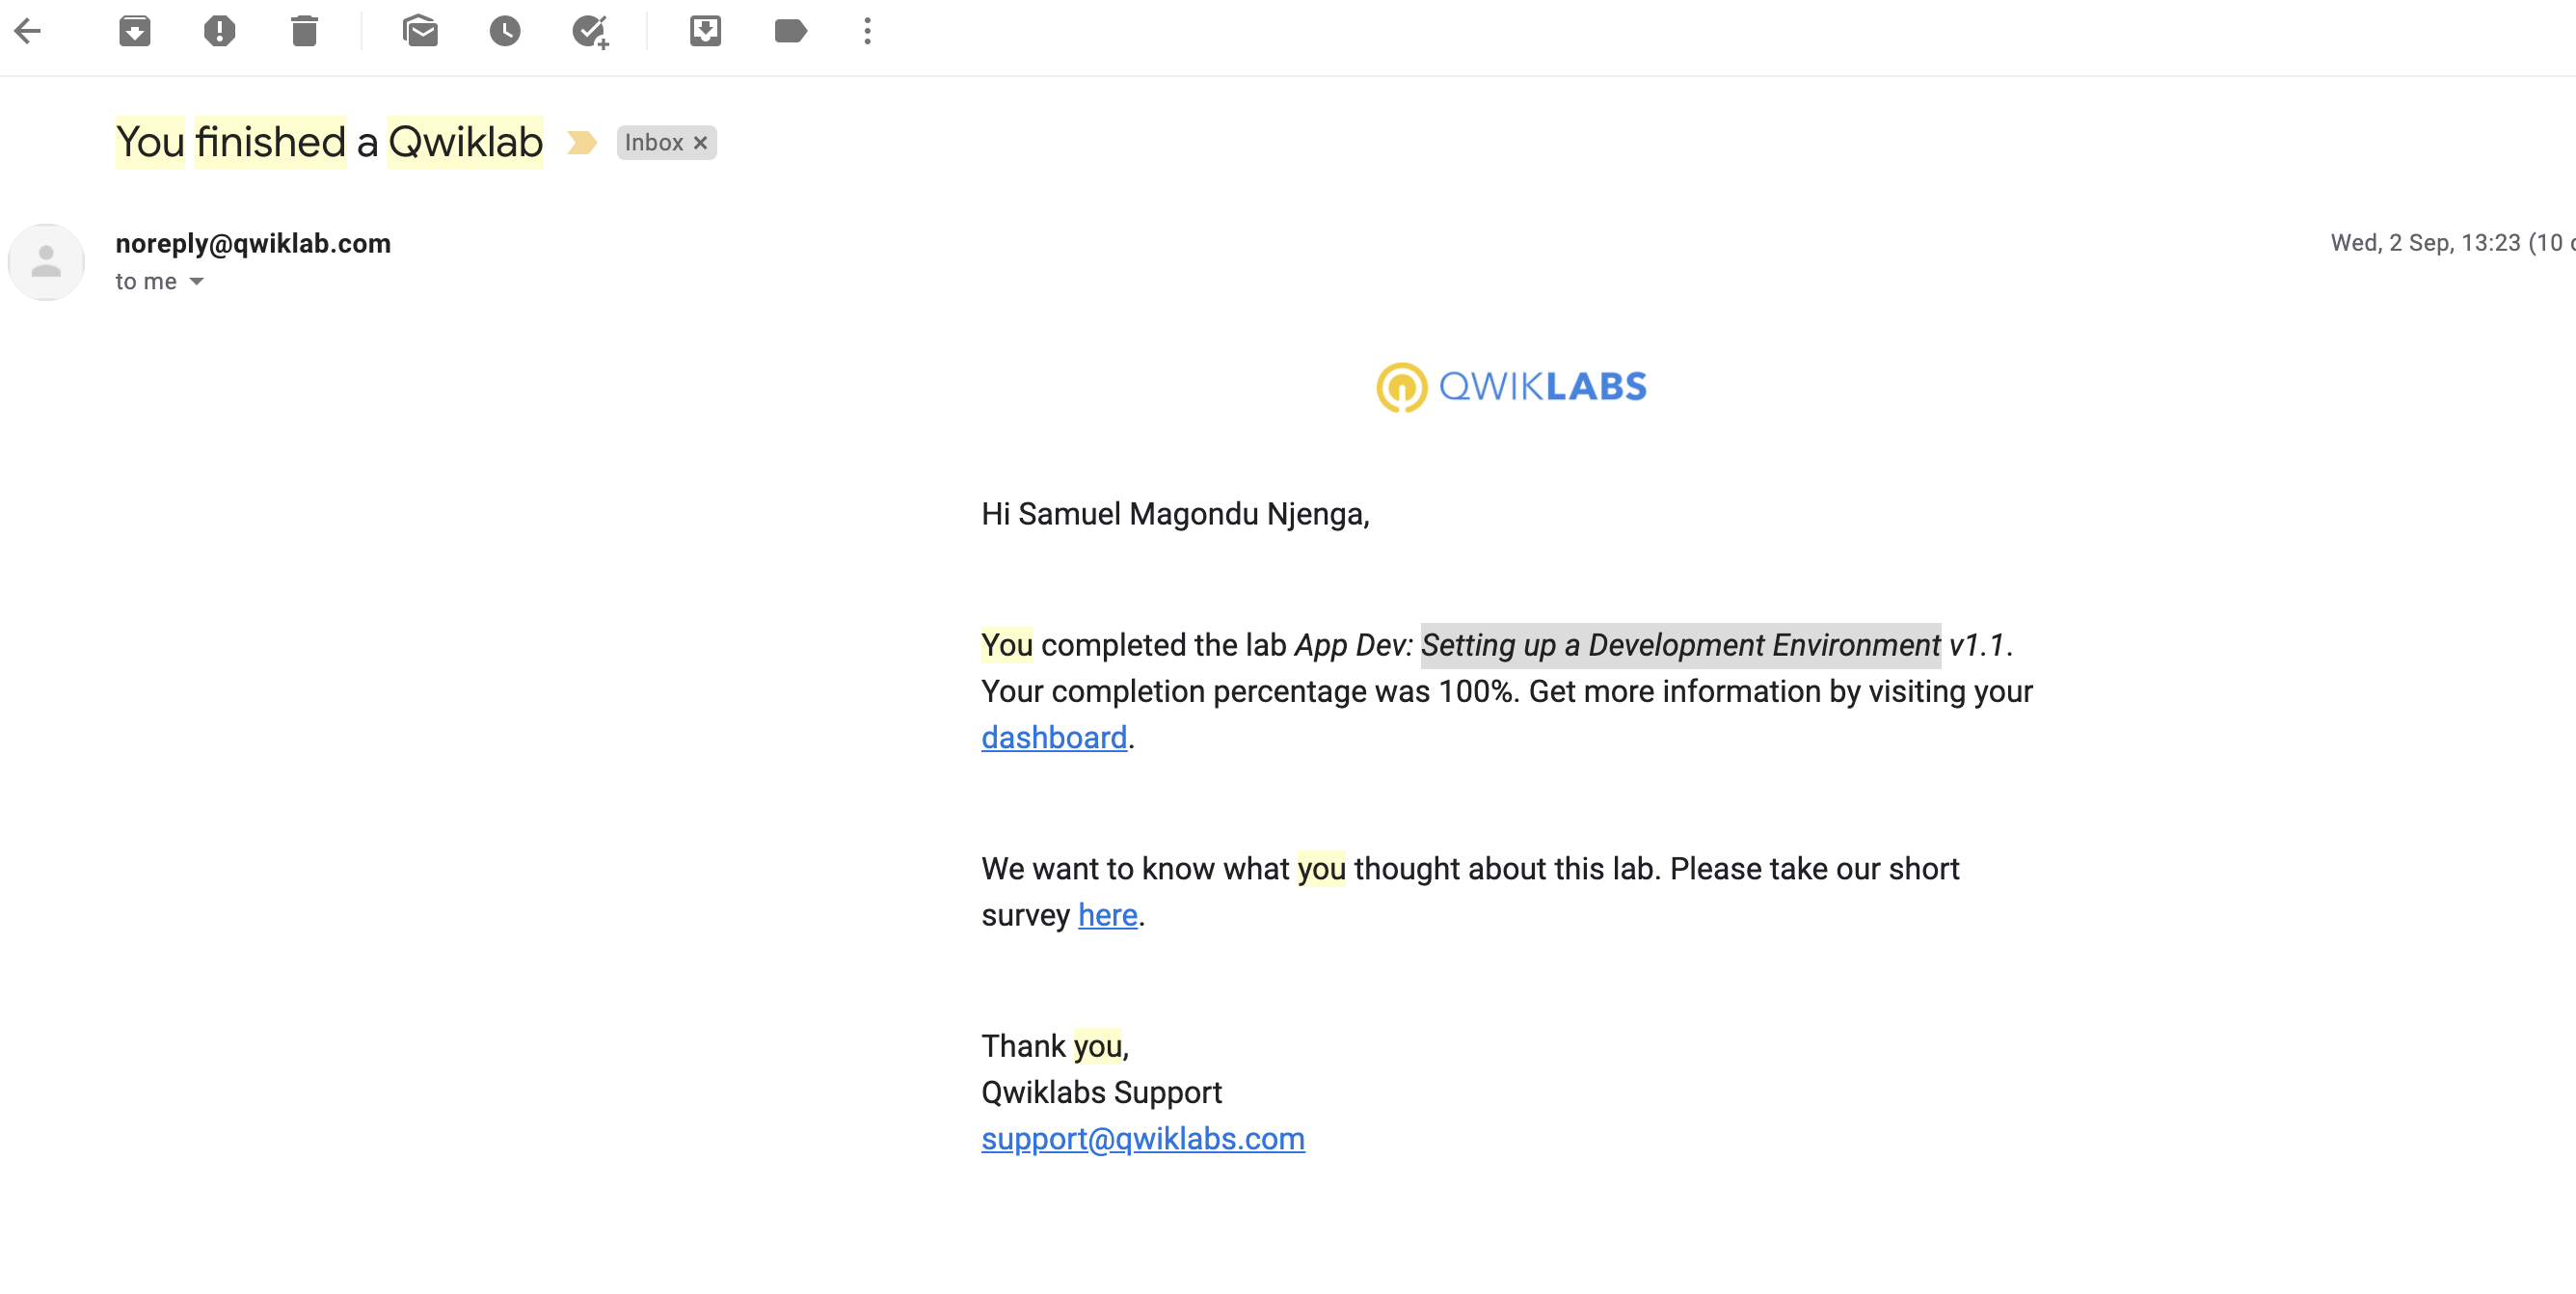 You finished a Qwiklab Inbox ×
noreply@qwiklab.com
Wed, 2 Sep, 13:23 (10
to me
QWIKLABS
Hi Samuel Magondu Njenga,
You completed the lab App Dev: Setting up a Development Environment v1.1.
Your completion percentage was 100%. Get more information by visiting your
dashboard.
We want to know what you thought about this lab. Please take our short
survey here.
Thank you,
Qwiklabs Support
support@qwiklabs.com